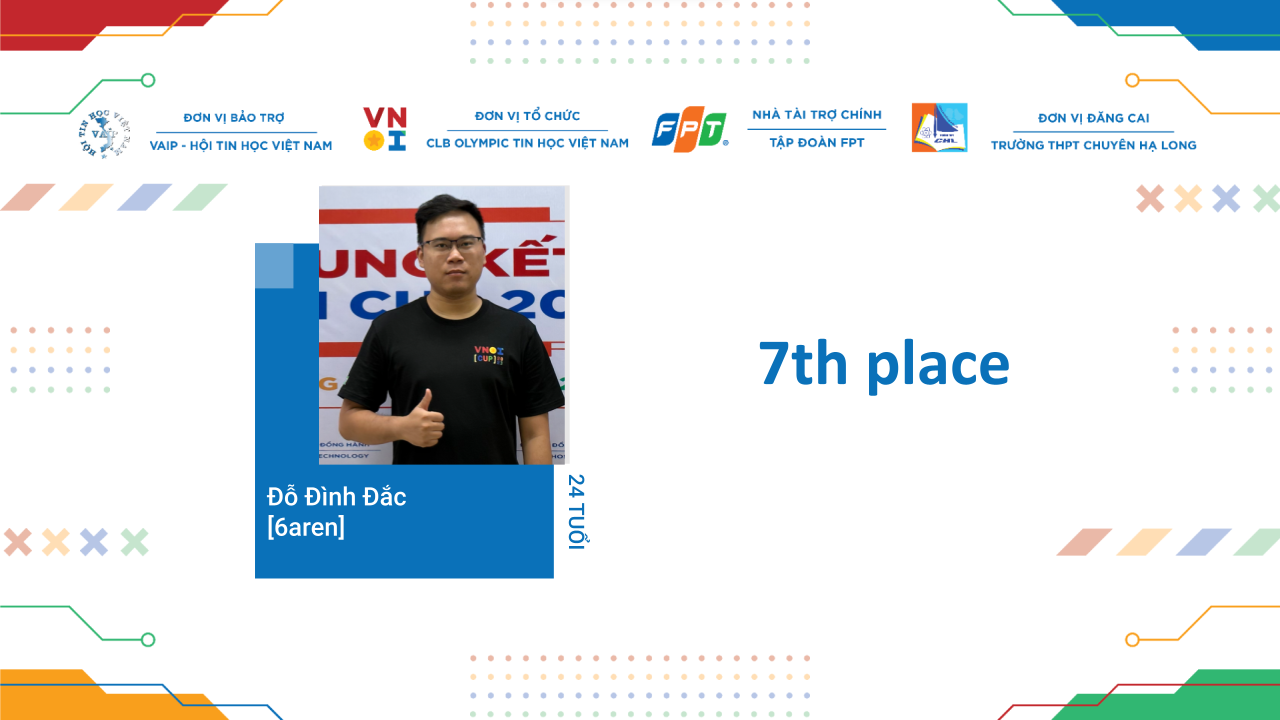 ĐƠN VỊ BẢO TRỢ
VAIP - HỘI TIN HỌC VIỆT NAM
HỘI TIN HỌC VIỆT NAM
VAIP
VN
I
ĐƠN VỊ TỔ CHỨC
CLB OLYMPIC TIN HỌC VIỆT NAM
FPT
NHÀ TÀI TRỢ CHÍNH
TẬP ĐOÀN FPT
CHL
ĐƠN VỊ ĐĂNG CAI
TRƯỜNG THPT CHUYÊN HẠ LONG
UNG KẾT
CUP 20
VNOI
[CUP]
ĐỒNG HÀNH
ECHNOLOGY
7th place
Đỗ Đình Đắc
[6aren]
24 TUỔI